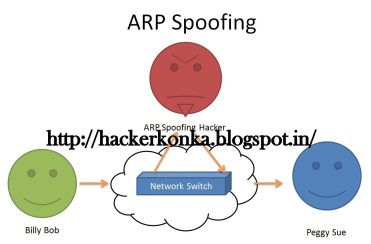 ARP Spoofing
ARP Spoofing Hacker
http://hackerkonka.blogspot.in/
Network Switch
Billy Bob
Peggy Sue